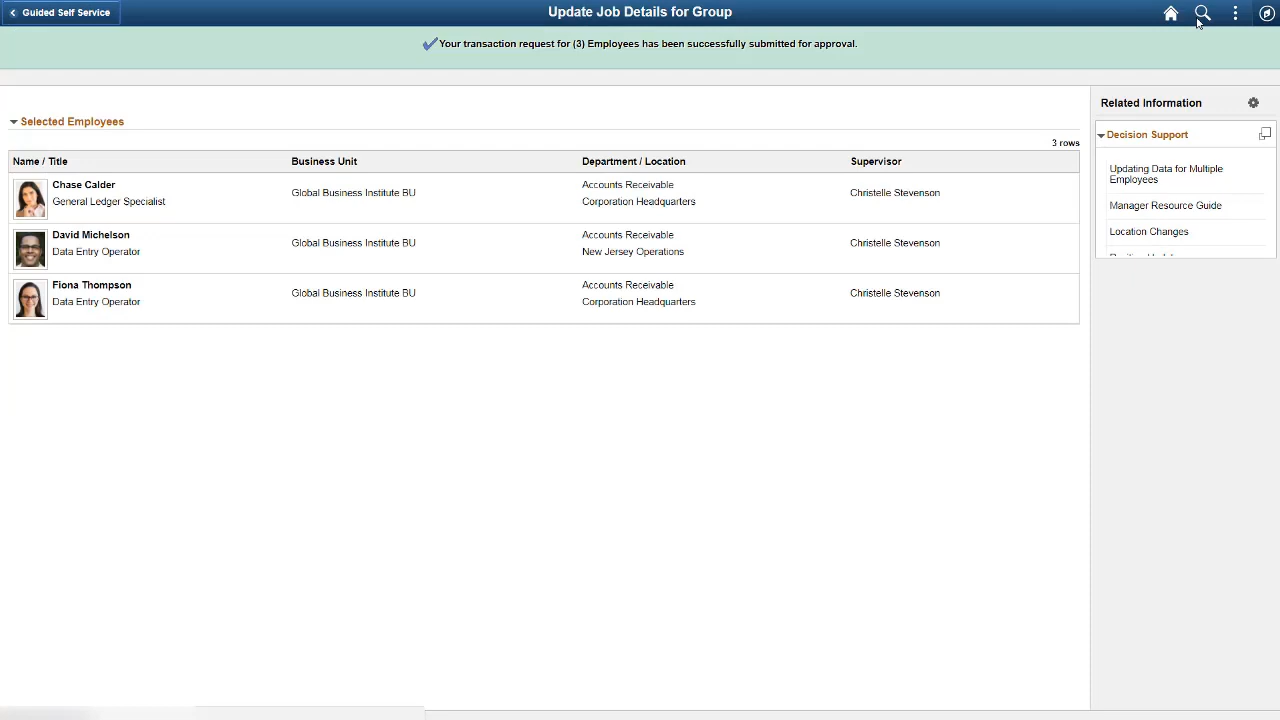 Guided Self Service
Update Job Details for Group
Your transaction request for (3) Employees has been successfully submitted for approval.
Selected Employees
3 rows
Name / Title
Business Unit
Department / Location
Supervisor
Chase Calder
General Ledger Specialist
Global Business Institute BU
Accounts Receivable
Corporation Headquarters
Christelle Stevenson
David Michelson
Data Entry Operator
Global Business Institute BU
Accounts Receivable
New Jersey Operations
Christelle Stevenson
Fiona Thompson
Data Entry Operator
Global Business Institute BU
Accounts Receivable
Corporation Headquarters
Christelle Stevenson
Related Information
Decision Support
Updating Data for Multiple
Employees
Manager Resource Guide
Location Changes